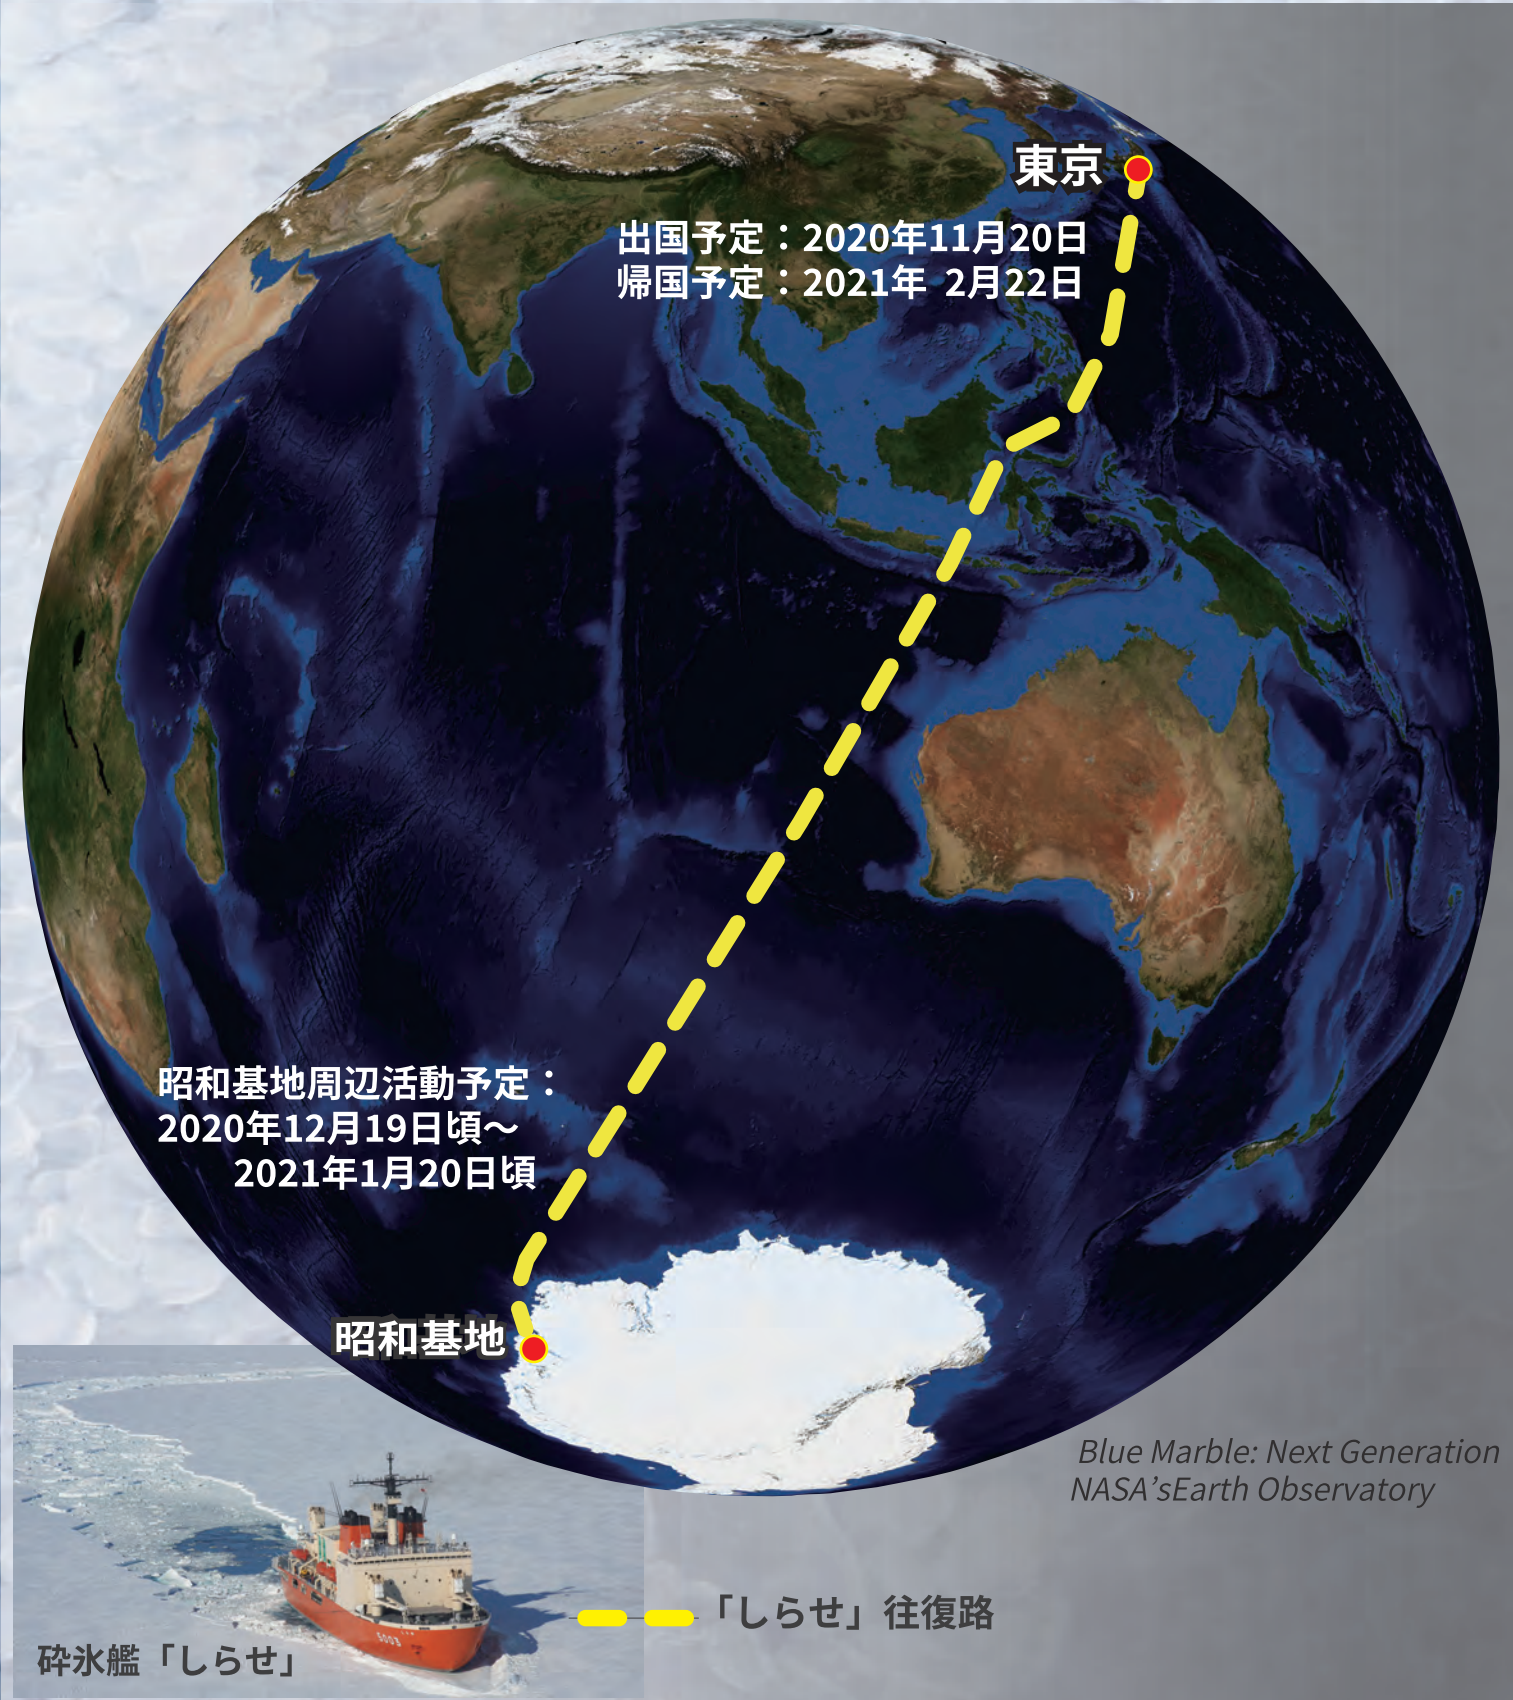 東京
出国予定：2020年11月20日
帰国予定：2021年 2月22日
昭和基地周辺活動予定：
2020年12月19日頃～
2021年1月20日頃
昭和基地
Blue Marble: Next Generation
NASA’sEarth Observatory
「しらせ」往復路
5003
砕氷艦「しらせ」